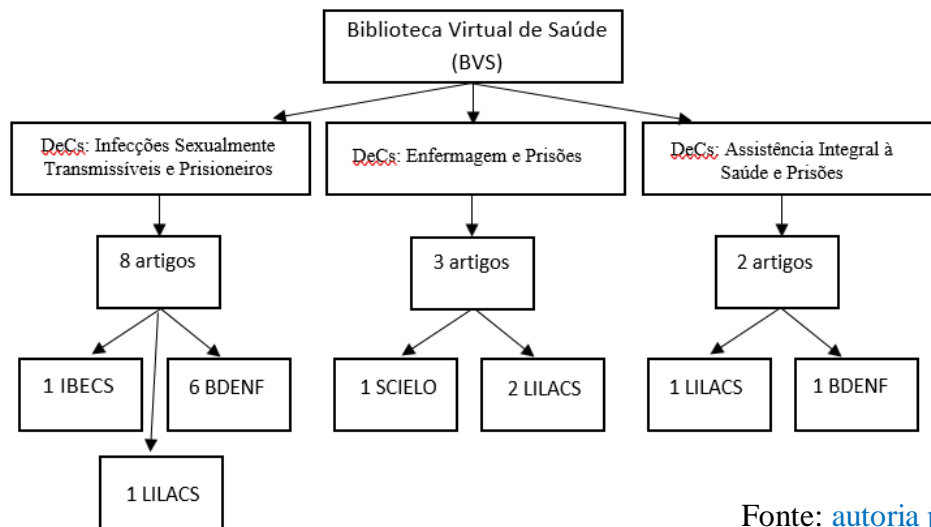 Biblioteca Virtual de Saúde
(BVS)
DeCs: Infecções Sexualmente
Transmissíveis e Prisioneiros
DeCs: Enfermagem e Prisões
DeCs: Assistência Integral à
Saúde e Prisões
8 artigos
3 artigos
2 artigos
1 IBECS
6 BDENF
1 SCIELO
2 LILACS
1 LILACS
1 BDENF
1 LILACS
Fonte: autoria